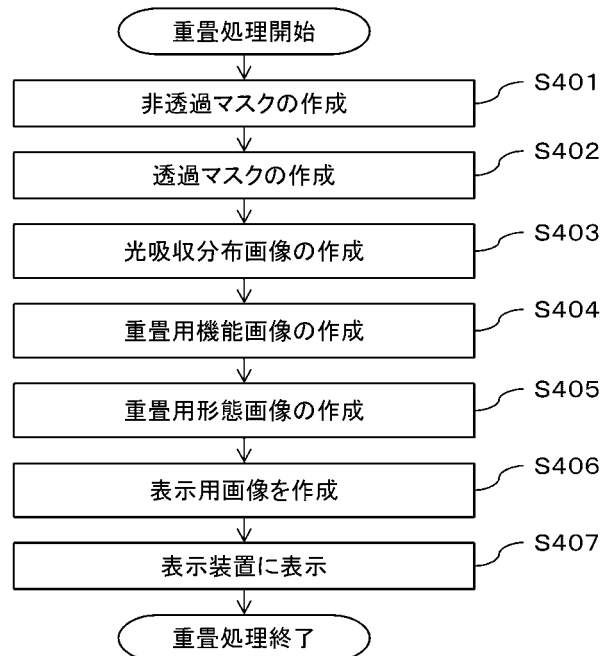 重畳処理開始
非透過マスクの作成
S401
透過マスクの作成
S402
光吸収分布画像の作成
S403
重畳用機能画像の作成
S404
重畳用形態画像の作成
S405
表示用画像を作成
S406
表示装置に表示
S407
重畳処理終了